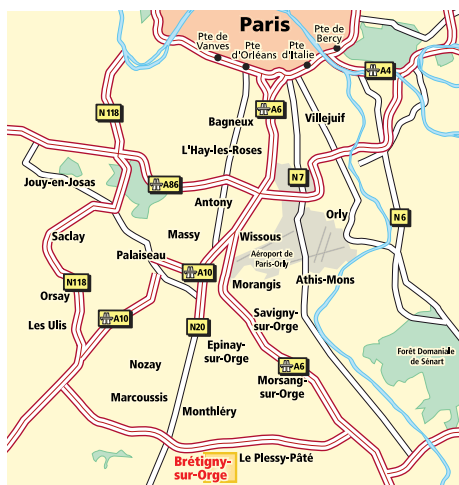 Paris
Pte de
Vanves
Pte
d'Orléans
Pte
d'Italie
Pte de
Bercy
A4
N118
A6
Bagneux
Villejuif
L'Hay-les-Roses
Jouy-en-Josas
A86
N7
Antony
Orly
N6
Saclay
Massy
Wissous
Palaiseau
Aéroport de
Paris-Orly
N118
A10
Morangis
Athis-Mons
Orsay
A10
Savigny-
sur-Orge
Les Ulis
N20
Epinay-
sur-Orge
Forêt Domaniale
de Sénart
Nozay
A6
Morsang-
sur-Orge
Marcoussis
Monthléry
Brétigny-
sur-Orge
Le Plessy-Pâté